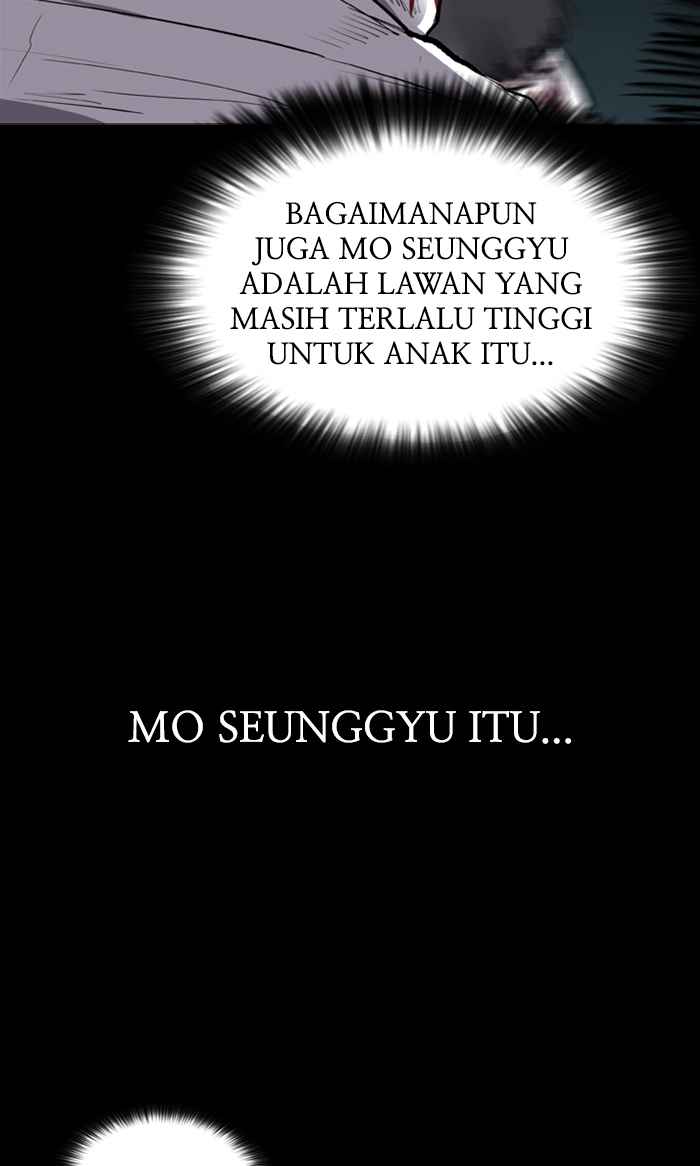 BAGAIMANAPUN
JUGA MO SEUNGGYU
ADALAH LAWAN YANG
MASIH TERLALU TINGGI
UNTUK ANAK ITU...
MO SEUNGGYU ITU...